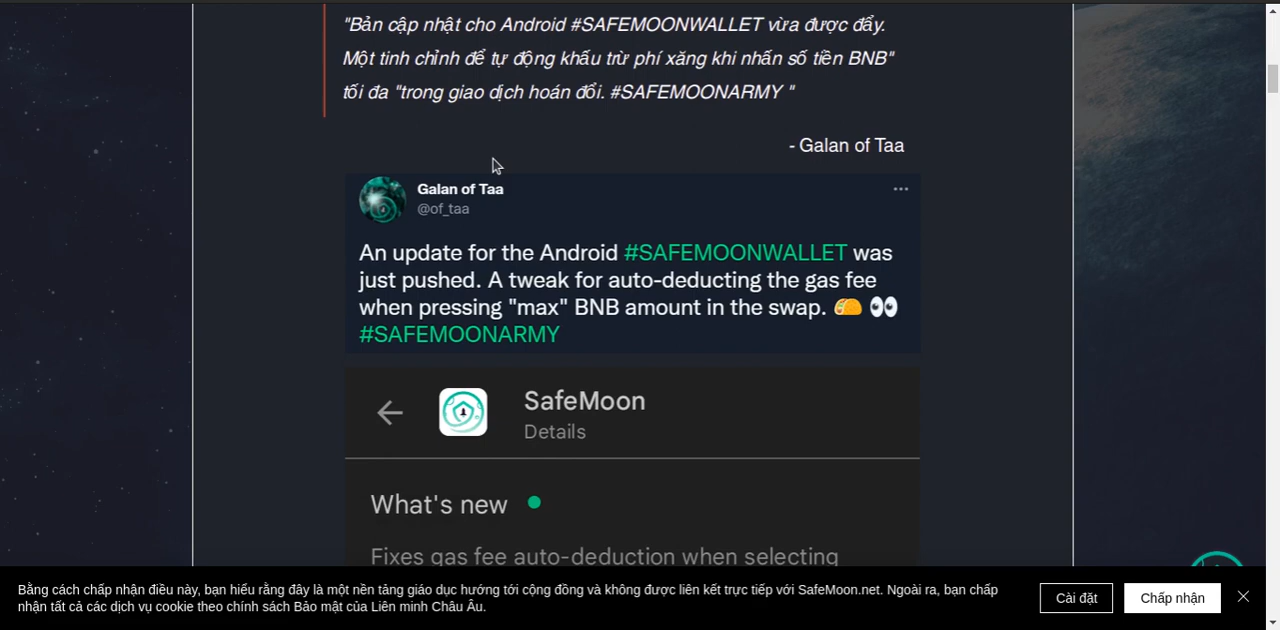 "Bản cập nhật cho Android #SAFEMOONWALLET vừa được đẩy.
Một tinh chỉnh để tự động khấu trừ phí xăng khi nhấn số tiền BNB"
tối đa "trong giao dịch hoán đổi. #SAFEMOONARMY "
- Galan of Taa
Galan of Taa
@of_taa
An update for the Android #SAFEMOONWALLET was
just pushed. A tweak for auto-deducting the gas fee
when pressing "max" BNB amount in the swap. 🌮 👀
#SAFEMOONARMY
SafeMoon
Details
What's new
Fixes gas fee auto-deduction when selecting
Bằng cách chấp nhận điều này, bạn hiểu rằng đây là một nền tảng giáo dục hướng tới cộng đồng và không được liên kết trực tiếp với SafeMoon.net. Ngoài ra, bạn chấp
nhận tất cả các dịch vụ cookie theo chính sách Bảo mật của Liên minh Châu Âu.
Cài đặt
Chấp nhận